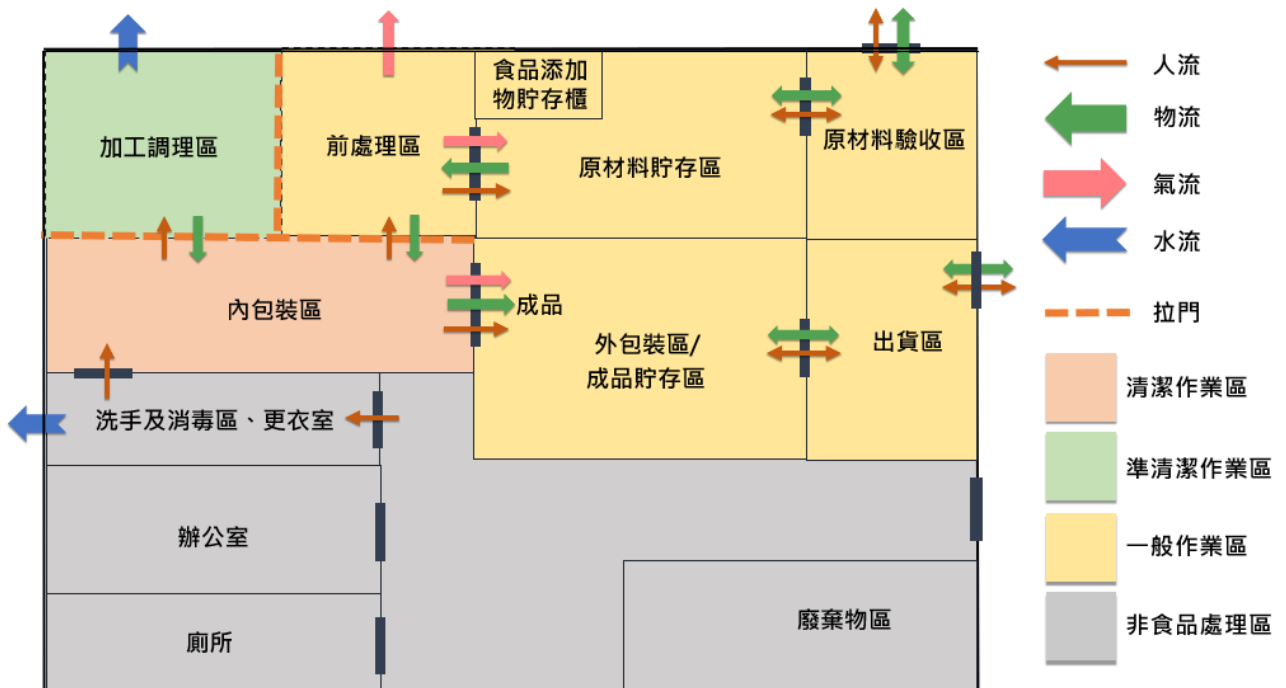 食品添加
物貯存櫃
加工調理區
前處理區
原材料貯存區
原材料驗收區
內包裝區
成品
外包裝區/
成品貯存區
出貨區
洗手及消毒區、更衣室
辦公室
廁所
廢棄物區
人流
物流
氣流
水流
拉門
清潔作業區
準清潔作業區
一般作業區
非食品處理區